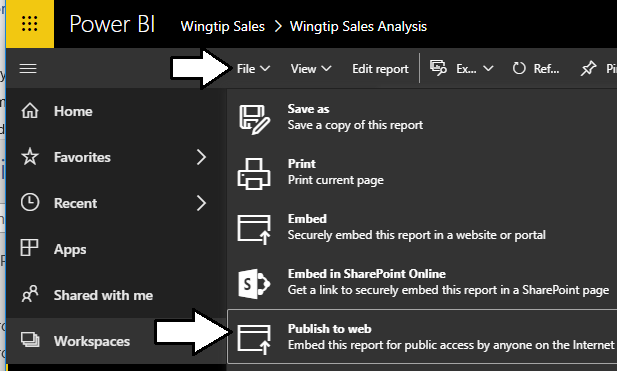 Power BI Wingtip Sales > Wingtip Sales Analysis
File View Edit report Ex... Ref...
Home
Favorites
Recent
Apps
Shared with me
Workspaces
Save as
Save a copy of this report
Print
Print current page
Embed
Securely embed this report in a website or portal
Embed in SharePoint Online
Get a link to securely embed this report in a SharePoint page
Publish to web
Embed this report for public access by anyone on the Internet